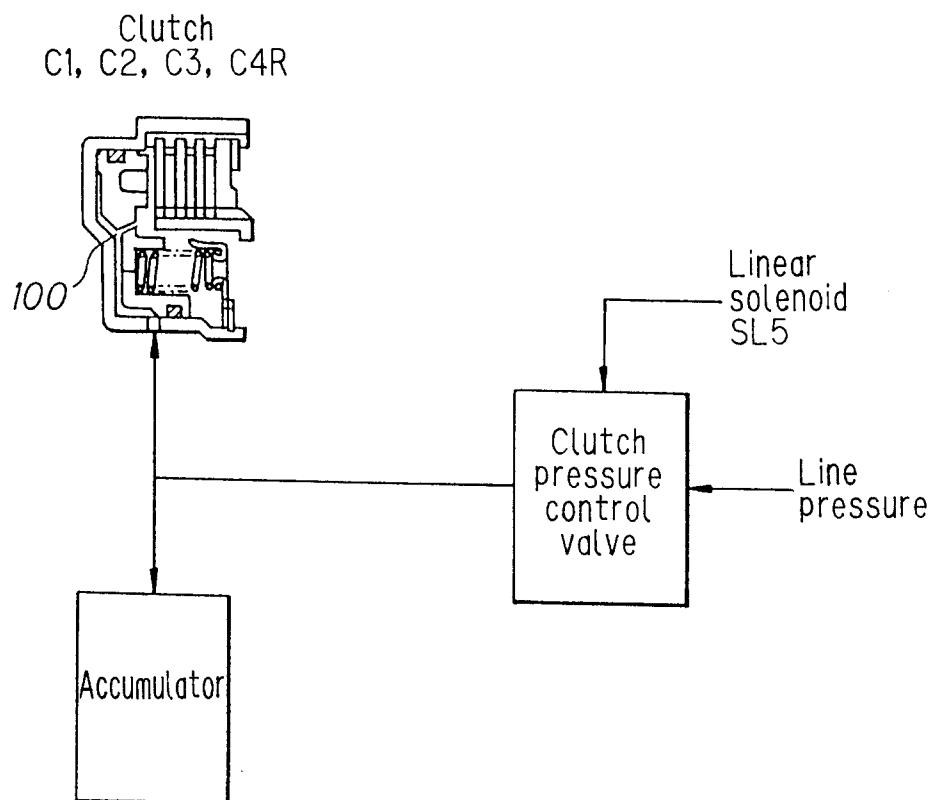 Clutch
C1, C2, C3, C4R
100
Linear
solenoid
SL5
Clutch
pressure
control
valve
Line
pressure
Accumulator